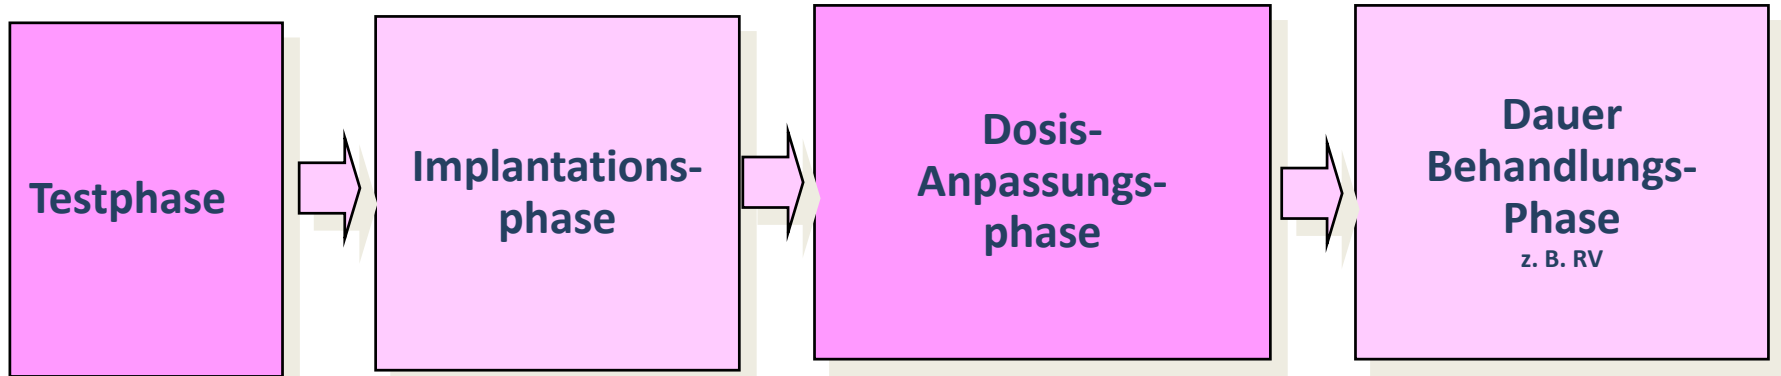 Testphase
Implantations-
phase
Dosis-
Anpassungs-
phase
Dauer
Behandlungs-
Phase
z. B. RV